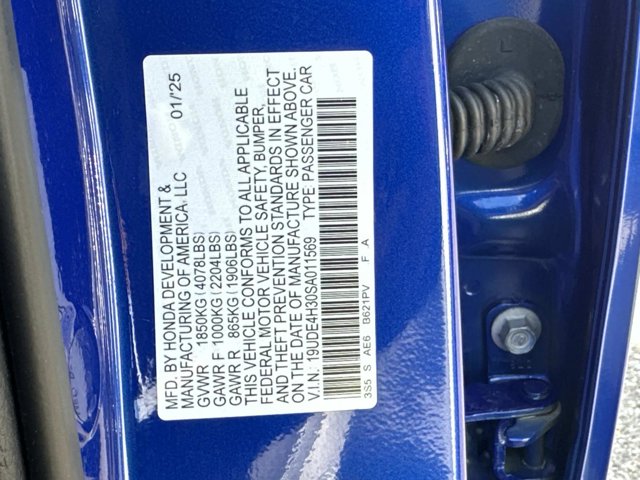 01/'25
MFD. BY HONDA DEVELOPMENT &
MANUFACTURING OF AMERICA, LLC
GVWR 1850KG(4078LBS)
GAWR F 1000KG(2204LBS)
GAWR R 865KG(1906LBS)
THIS VEHICLE CONFORMS TO ALL APPLICABLE
FEDERAL MOTOR VEHICLE SAFETY, BUMPER,
AND THEFT PREVENTION STANDARDS IN EFFECT
ON THE DATE OF MANUFACTURE SHOWN ABOVE.
V.I.N.: 19UDE4H30SA011569 TYPE PASSENGER CAR
3S5 S AE6 B621PV F A
L